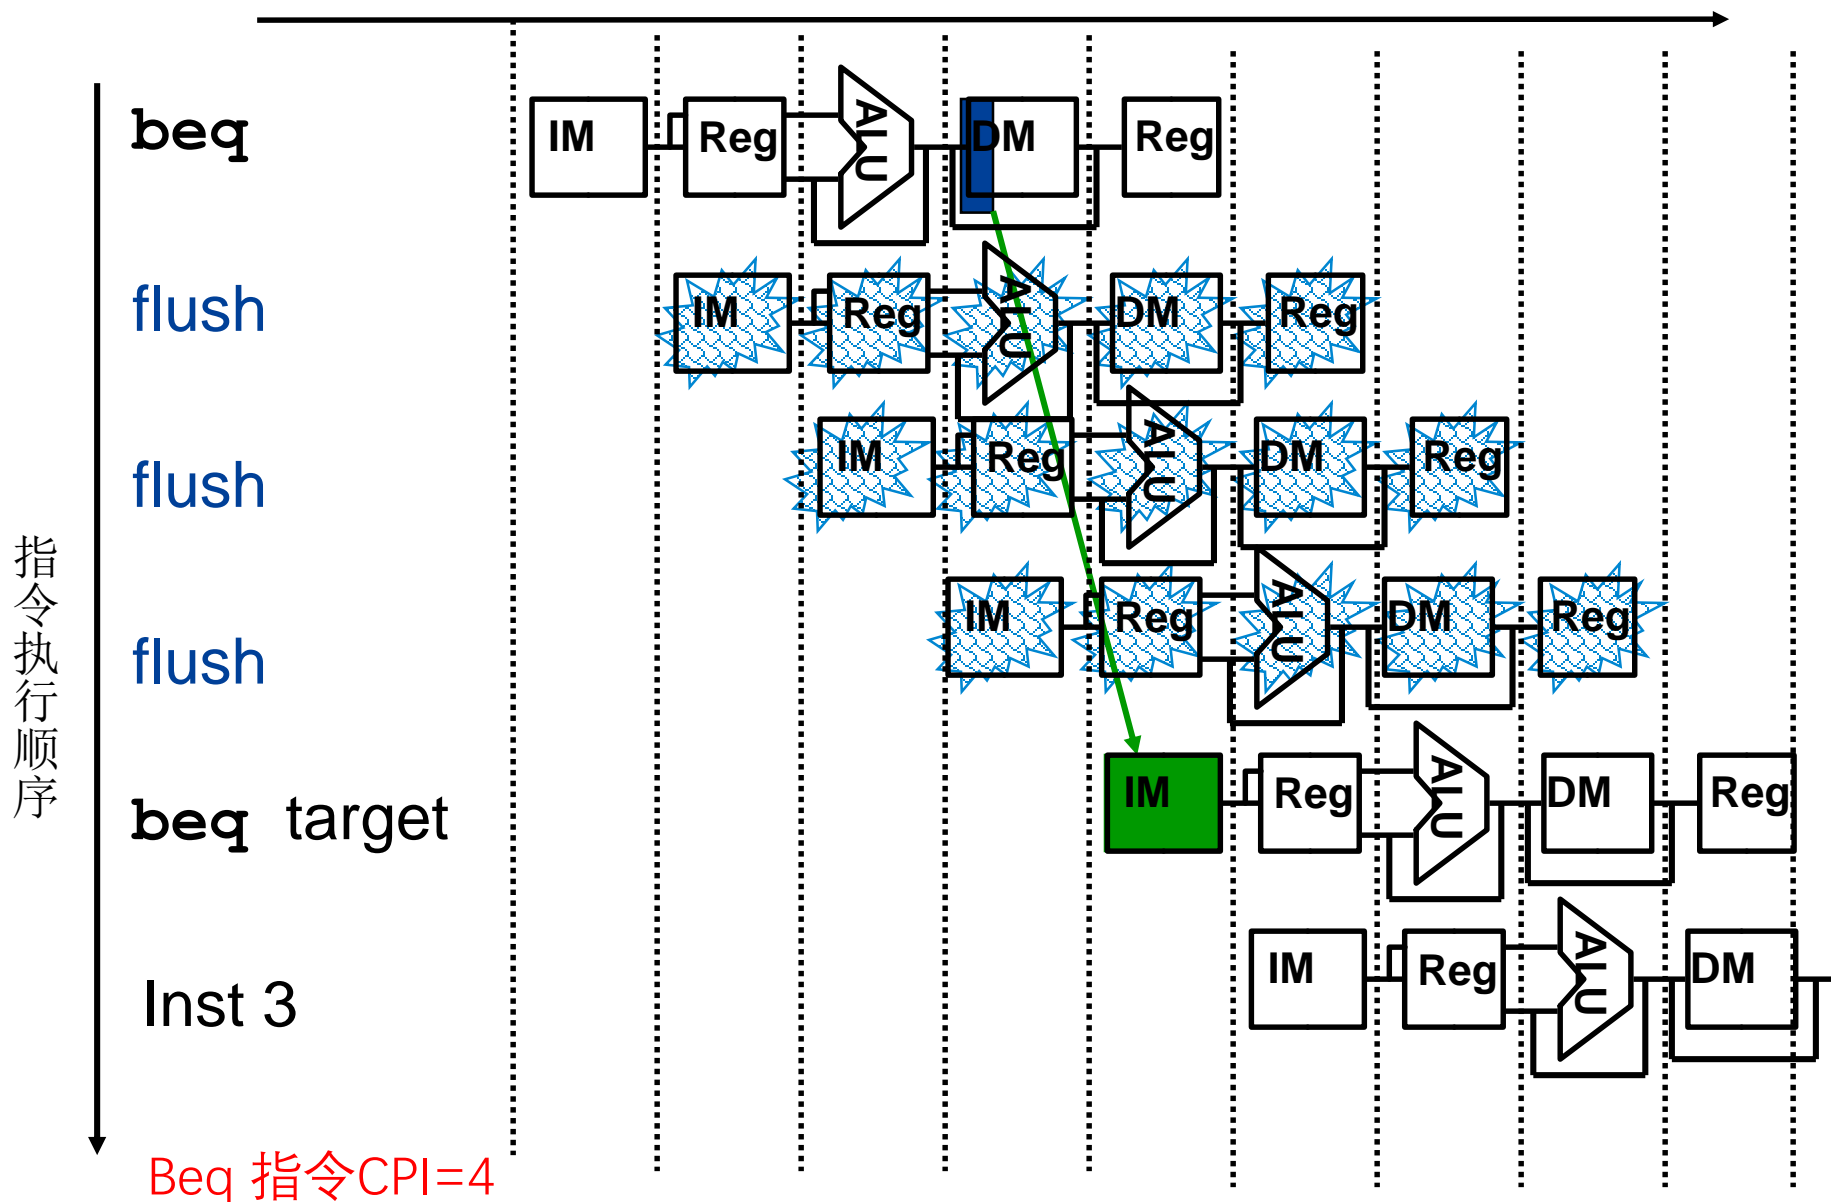 beq IM Reg ALU DM Reg
flush IM Reg ALU DM Reg
flush IM Reg ALU DM Reg
flush IM Reg ALU DM Reg
beq target IM Reg ALU DM Reg
Inst 3 IM Reg ALU DM
指令执行顺序
Beq 指令CPI=4